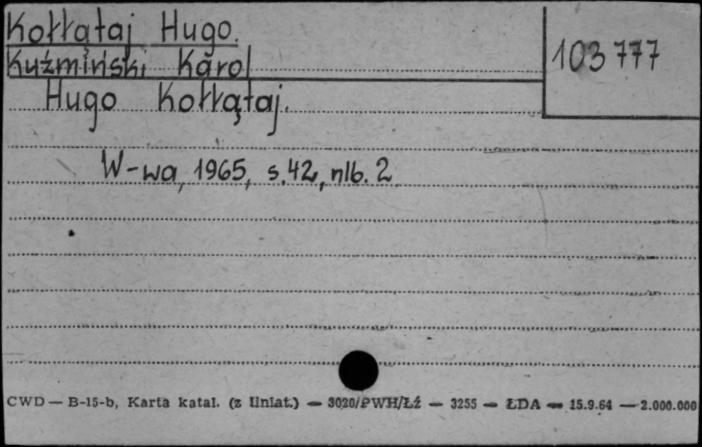 Kołłątaj Hugo.
103777
Kuźmiński Karol
Hugo Kołłątaj.
W-wa, 1965, s.42, nlb. 2
CWD — B-15-b, Karta katal. (z liniat.) — 3020/PWH/Łź — 3255 — ŁDA — 15.9.64 — 2.000.000